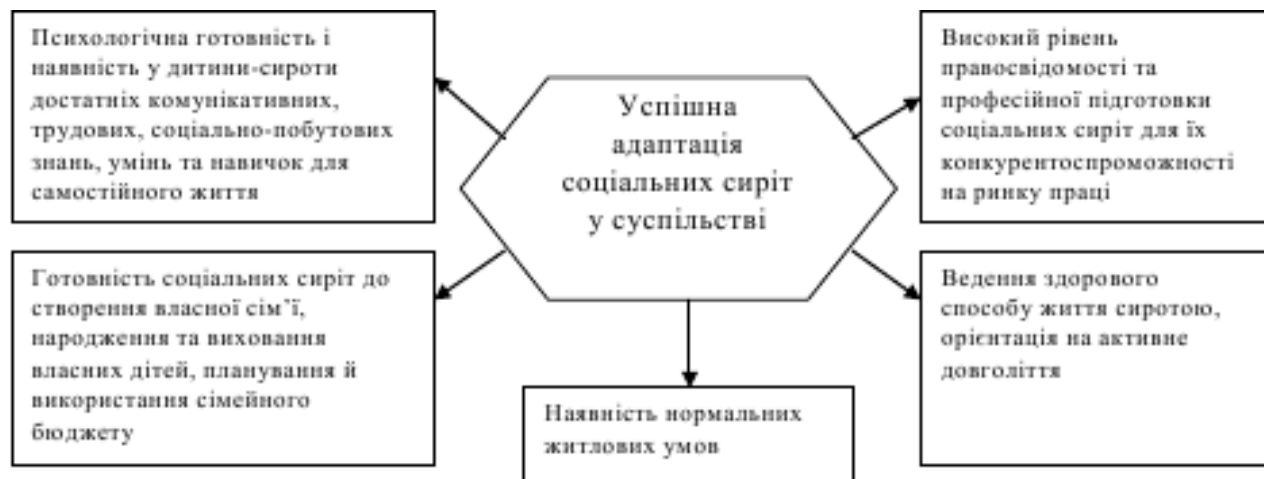 Психологічна готовність і
наявність у дитини-сироти
достатніх комунікативних,
трудових, соціально-побутових
знань, умінь та навичок для
самостійного життя
Успішна
адаптація
соціальних сиріт
у суспільстві
Високий рівень
правосвідомості та
професійної підготовки
соціальних сиріт для їх
конкурентоспроможності
на ринку праці
Готовність соціальних сиріт до
створення власної сім’ї,
народження та виховання
власних дітей, планування й
використання сімейного
бюджету
Наявність нормальних
житлових умов
Ведення здорового
способу життя сиротою,
орієнтація на активне
довголіття